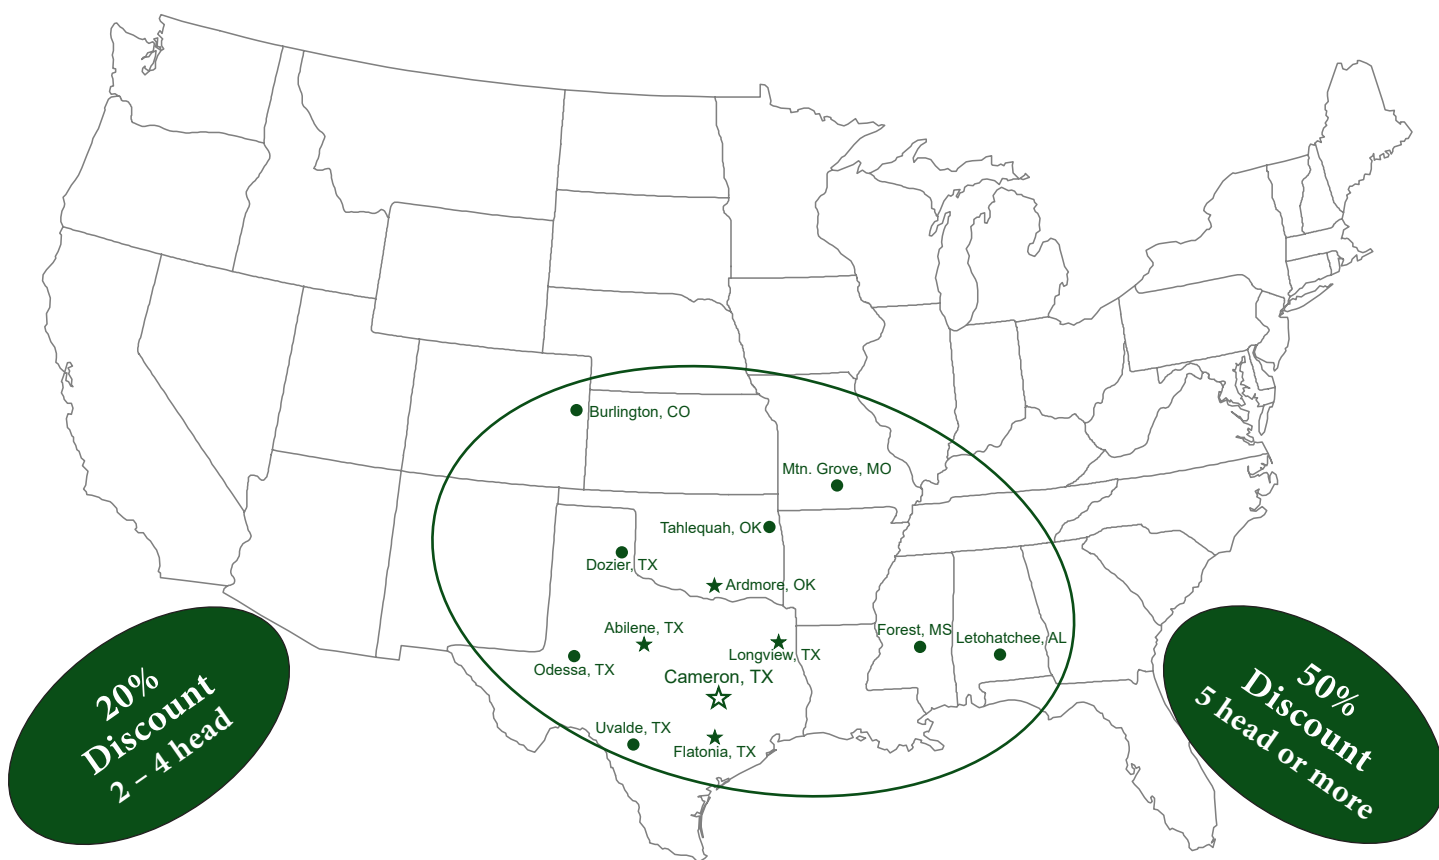 Burlington, CO
Mtn. Grove, MO
Tahlequah, OK
Dozier, TX
Ardmore, OK
Abilene, TX
Forest, MS
Letohatchee, AL
Longview, TX
Odessa, TX
Cameron, TX
Uvalde, TX
Flatonia, TX
20%
Discount
2 – 4 head
50%
Discount
5 head or more